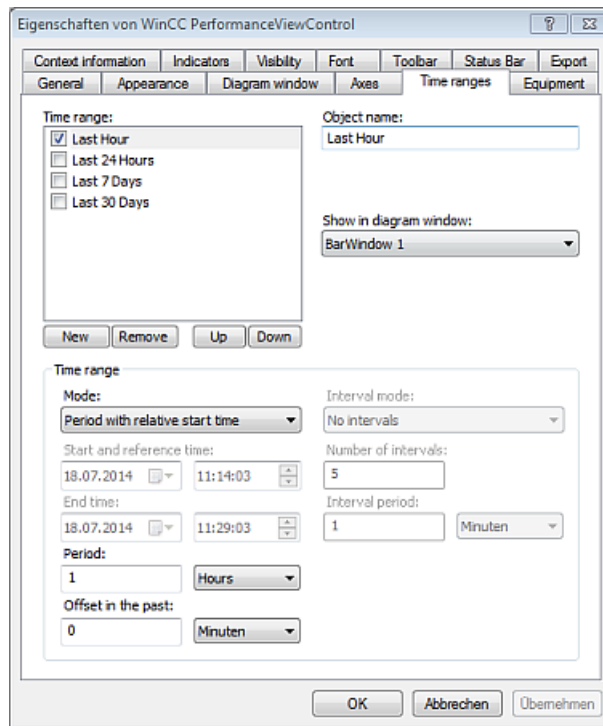 Eigenschaften von WinCC PerformanceViewControl
Context information Indicators Visibility Font Toolbar Status Bar Export
General Appearance Diagram window Axes Time ranges Equipment
Time range:
Last Hour
Last 24 Hours
Last 7 Days
Last 30 Days
Object name:
Last Hour
Show in diagram window:
BarWindow 1
New Remove Up Down
Time range
Mode:
Period with relative start time
Interval mode:
No intervals
Start and reference time:
18.07.2014 11:14:03
Number of intervals:
5
End time:
18.07.2014 11:29:03
Interval period:
1 Minuten
Period:
1 Hours
Offset in the past:
0 Minuten
OK Abbrechen Übernehmen